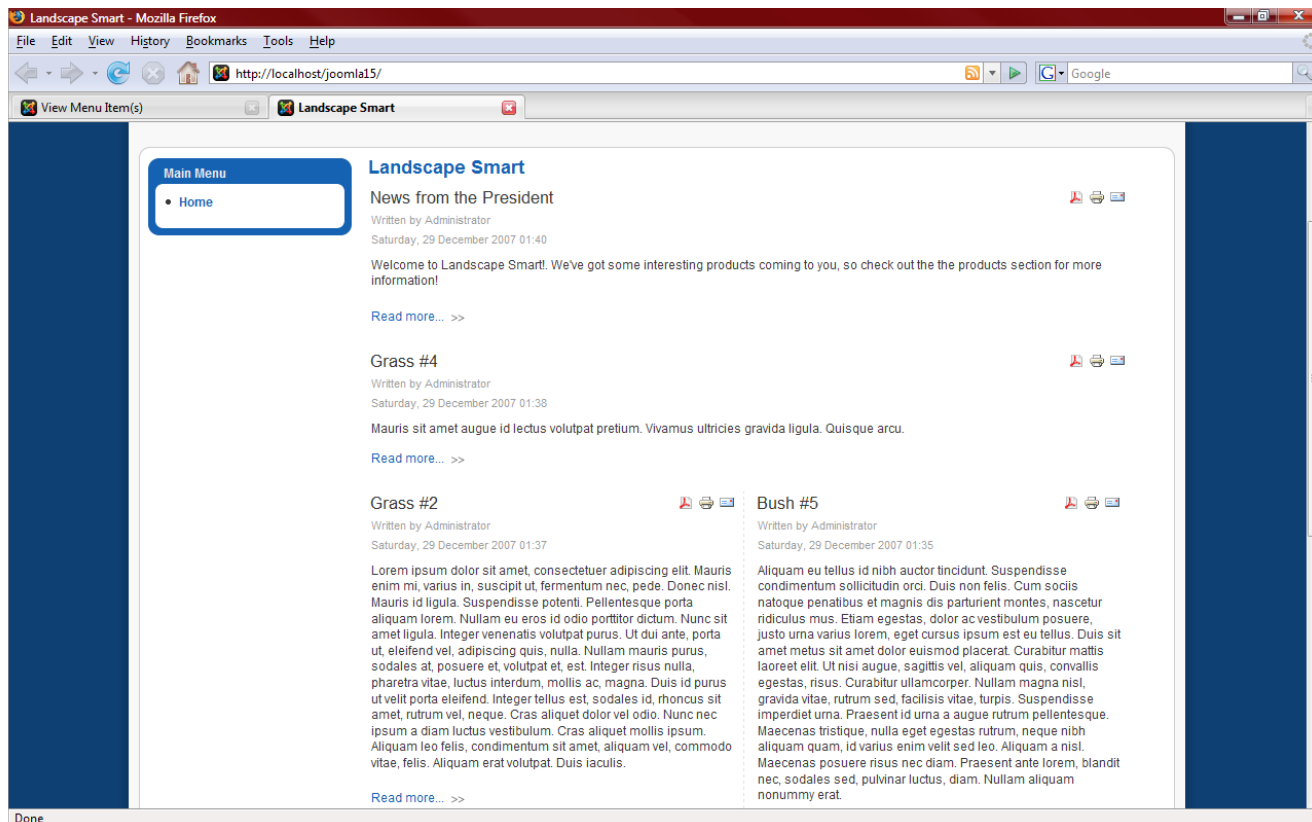 Landscape Smart - Mozilla Firefox
File Edit View History Bookmarks Tools Help
http://localhost/joomla15/
G Google
View Menu Item(s)
Landscape Smart
Main Menu
Home
Landscape Smart
News from the President
Written by Administrator
Saturday, 29 December 2007 01:40
Welcome to Landscape Smart!. We've got some interesting products coming to you, so check out the the products section for more
information!
Read more... >>
Grass #4
Written by Administrator
Saturday, 29 December 2007 01:38
Mauris sit amet augue id lectus volutpat pretium. Vivamus ultricies gravida ligula. Quisque arcu.
Read more... >>
Grass #2
Written by Administrator
Saturday, 29 December 2007 01:37
Lorem ipsum dolor sit amet, consectetuer adipiscing elit. Mauris
enim mi, varius in, suscipit ut, fermentum nec, pede. Donec nisl.
Mauris id ligula. Suspendisse potenti. Pellentesque porta
aliquam lorem. Nullam eu eros id odio porttitor dictum. Nunc sit
amet ligula. Integer venenatis volutpat purus. Ut dui ante, porta
ut, eleifend vel, adipiscing quis, nulla. Nullam mauris purus,
sodales at, posuere et, volutpat et, est. Integer risus nulla,
pharetra vitae, luctus interdum, mollis ac, magna. Duis id purus
ut velit porta eleifend. Integer tellus est, sodales id, rhoncus sit
amet, rutrum vel, neque. Cras aliquet dolor vel odio. Nunc nec
ipsum a diam luctus vestibulum. Cras aliquet mollis ipsum.
Aliquam leo felis, condimentum sit amet, aliquam vel, commodo
vitae, felis. Aliquam erat volutpat. Duis iaculis.
Read more... >>
Bush #5
Written by Administrator
Saturday, 29 December 2007 01:35
Aliquam eu tellus id nibh auctor tincidunt. Suspendisse
condimentum sollicitudin orci. Duis non felis. Cum sociis
natoque penatibus et magnis dis parturient montes, nascetur
ridiculus mus. Etiam egestas, dolor ac vestibulum posuere,
justo urna varius lorem, eget cursus ipsum est eu tellus. Duis sit
amet metus sit amet dolor euismod placerat. Curabitur mattis
laoreet elit. Ut nisi augue, sagittis vel, aliquam quis, convallis
egestas, risus. Curabitur ullamcorper. Nullam magna nisl,
gravida vitae, rutrum sed, facilisis vitae, turpis. Suspendisse
imperdiet urna. Praesent id urna a augue rutrum pellentesque.
Maecenas tristique, nulla eget egestas rutrum, neque nibh
aliquam quam, id varius enim velit sed leo. Aliquam a nisl.
Maecenas posuere risus nec diam. Praesent ante lorem, blandit
nec, sodales sed, pulvinar luctus, diam. Nullam aliquam
nonummy erat.
Done